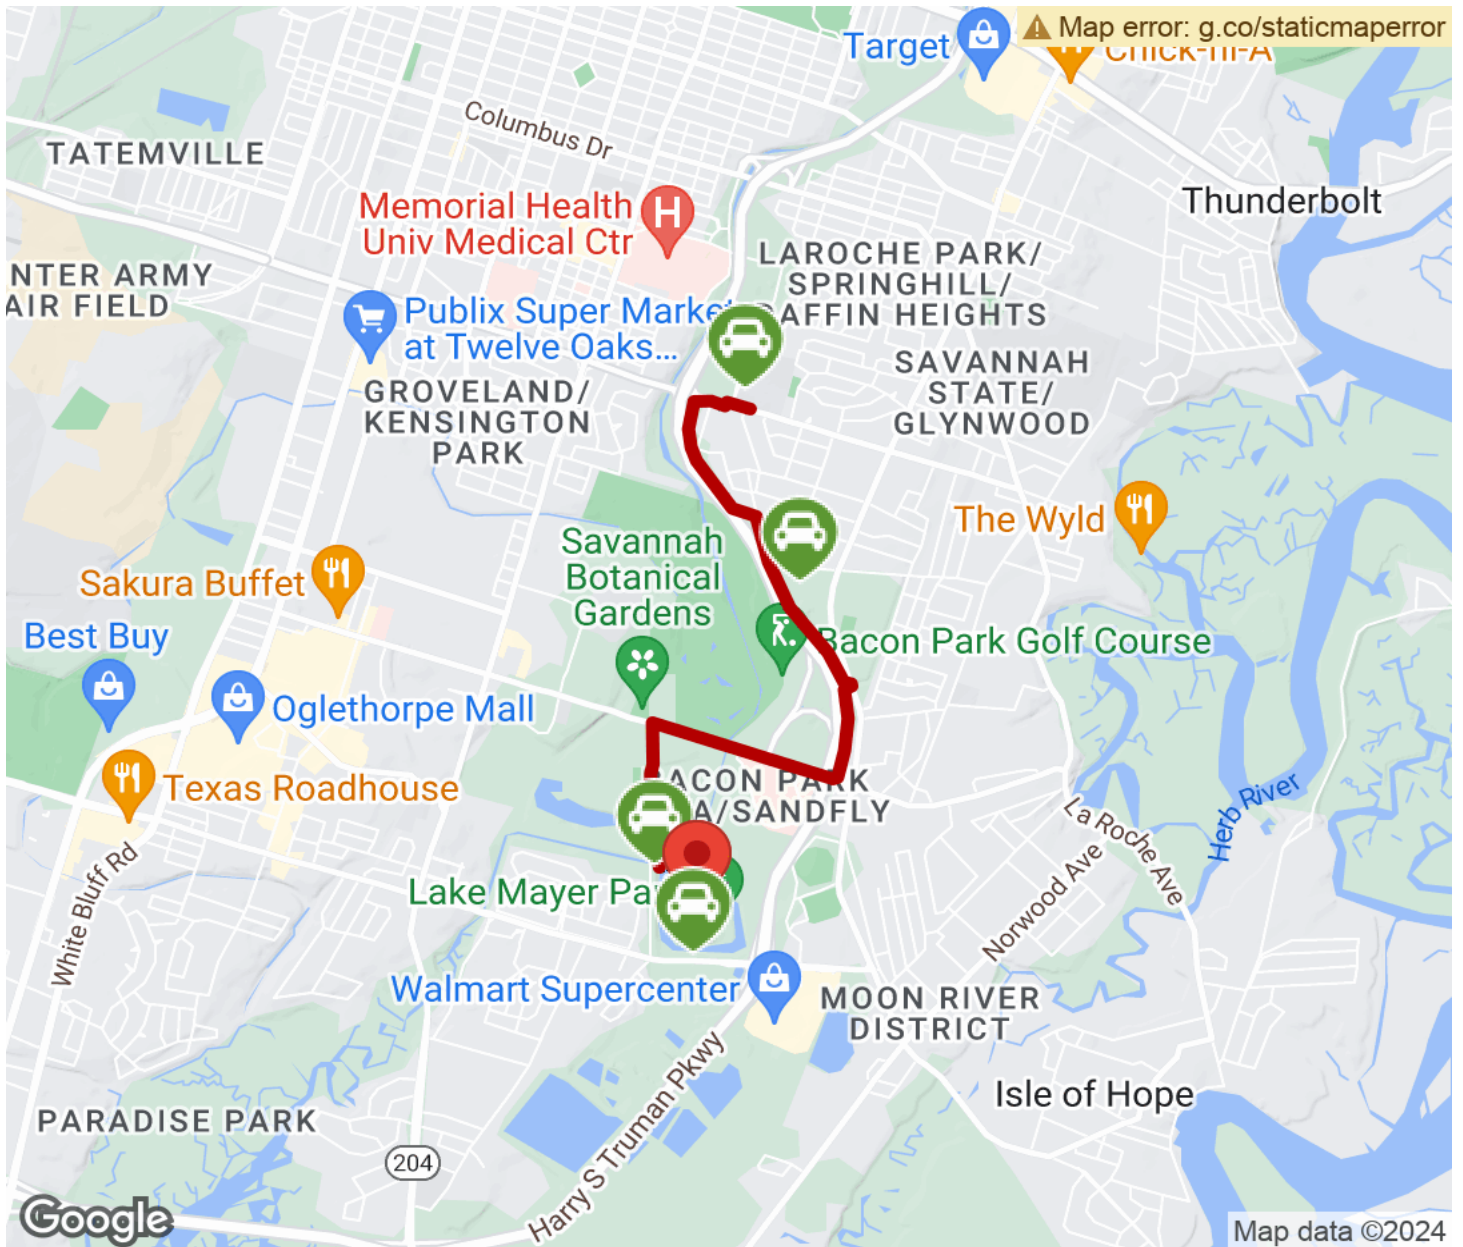 Map error: g.co/staticmaperror
Target
Columbus Dr
TATEMVILLE
Thunderbolt
Memorial Health
Univ Medical Ctr
LAROCHE PARK/
SPRINGHILL/
AFFIN HEIGHTS
NTER ARMY
AIR FIELD
Publix Super Marke
at Twelve Oaks...
SAVANNAH
STATE/
GLYNWOOD
GROVELAND/
KENSINGTON
PARK
The Wyld
Savannah
Botanical
Gardens
Sakura Buffet
Best Buy
Bacon Park Golf Course
Oglethorpe Mall
Texas Roadhouse
ACON PARK
A/SANDFLY
Herb River
La Roche Ave
Norwood Ave
White Bluff Rd
Lake Mayer Pa
Walmart Supercenter
MOON RIVER
DISTRICT
Isle of Hope
PARADISE PARK
204
Harry S Truman Pkwy
Google
Map data ©2024